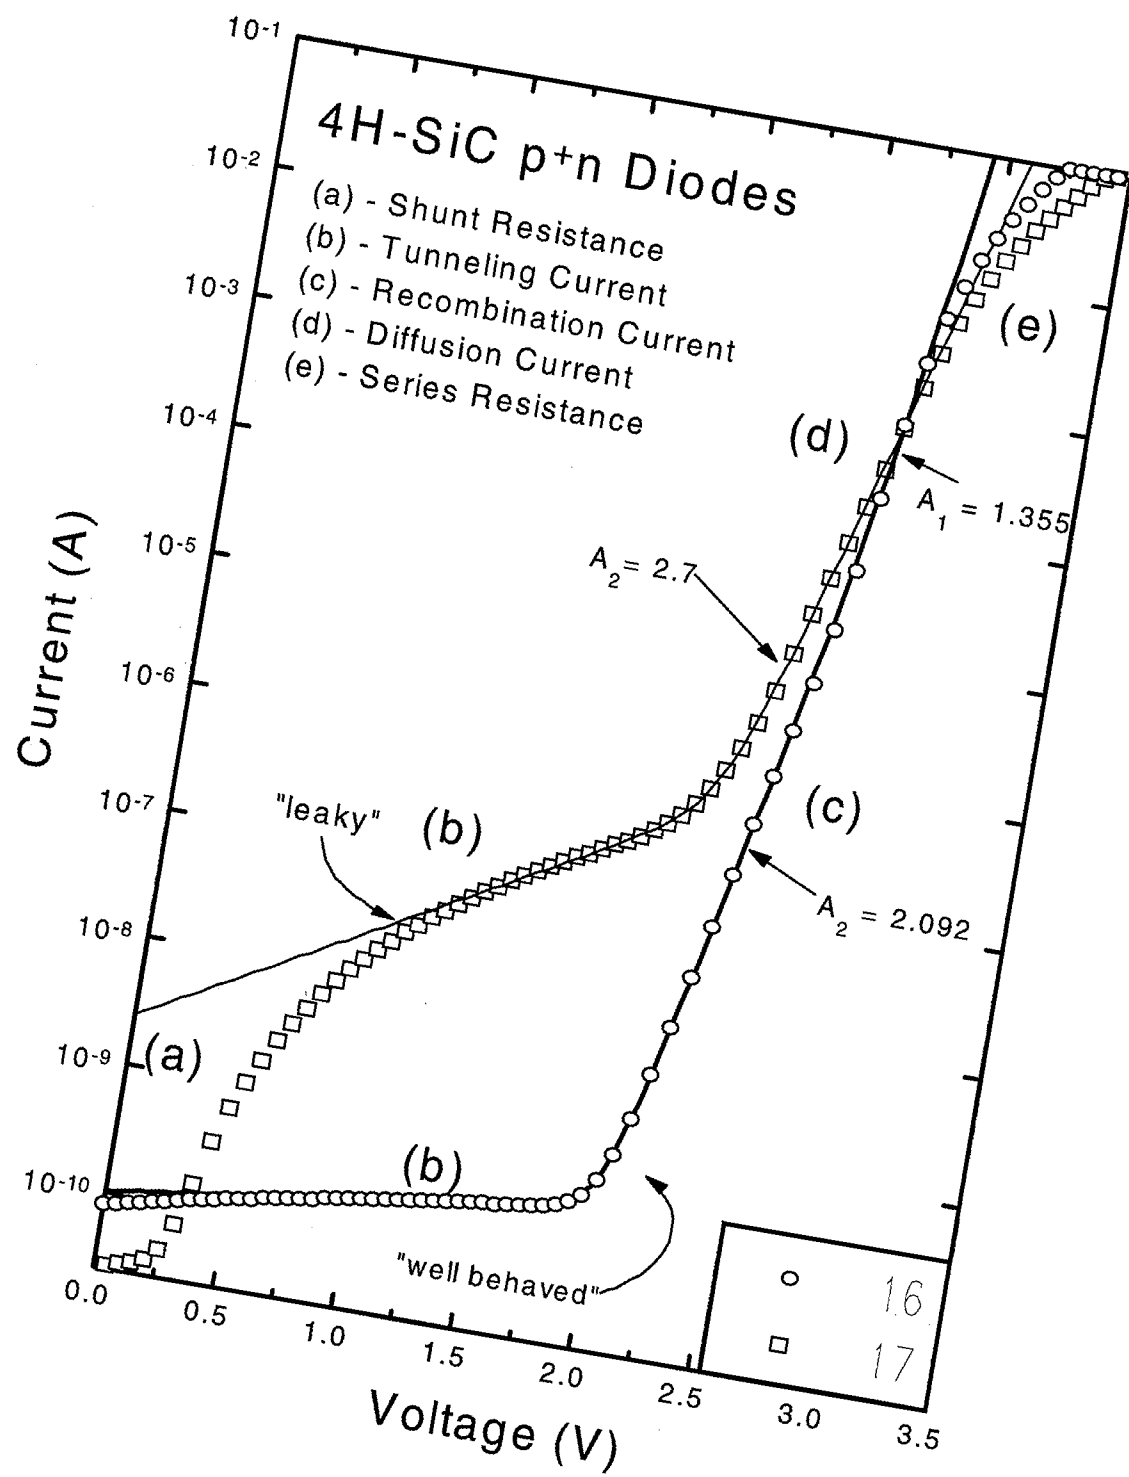 10-1
4H-SiC p+n Diodes
10-2
(a) - Shunt Resistance
(b) - Tunneling Current
(c) - Recombination Current
(d) - Diffusion Current
(e) - Series Resistance
10-3
(e)
10-4
(d)
A1 = 1.355
10-5
A2= 2.7
Current (A)
10-6
10-7
"leaky"
(b)
(c)
A2 = 2.092
10-8
10-9
(a)
10-10
(b)
"well behaved"
16
17
0.0
0.5
1.0
1.5
2.0
2.5
3.0
3.5
Voltage (V)